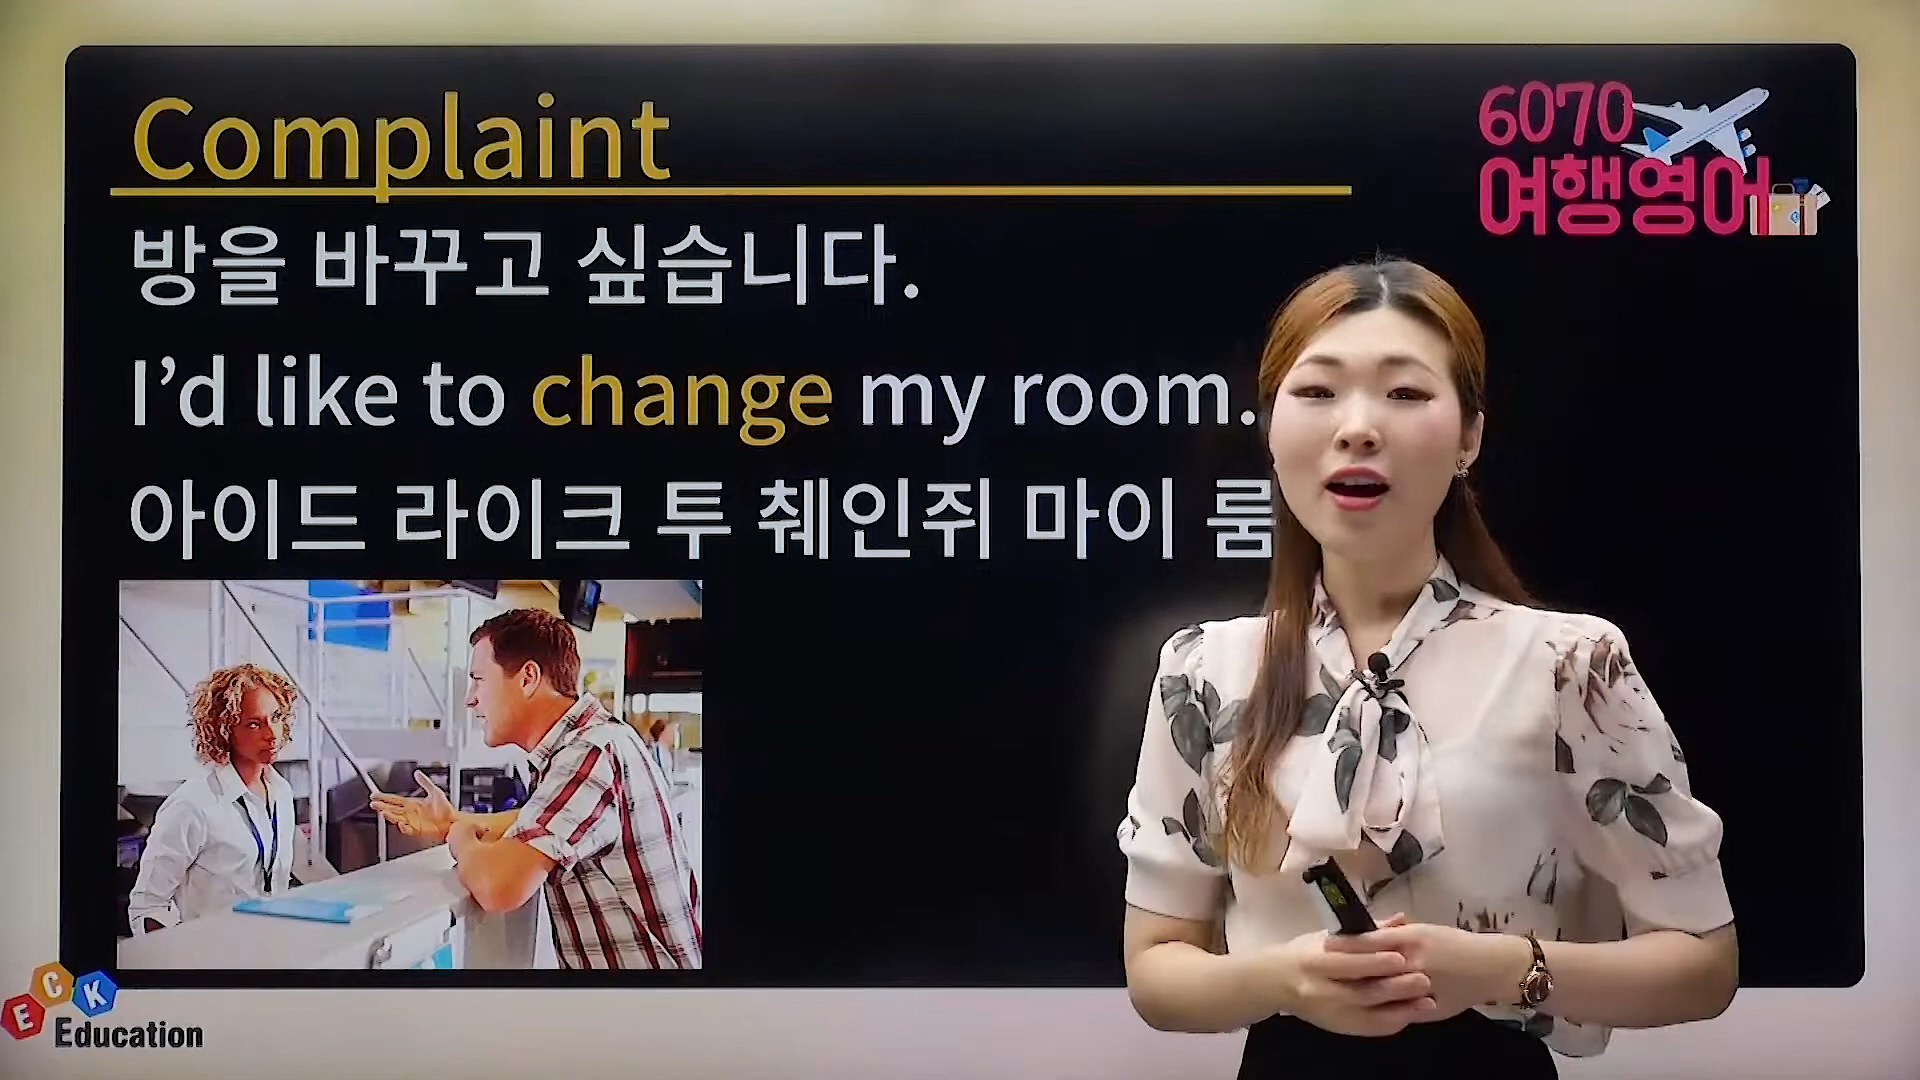 Complaint
6070
여행영어
방을 바꾸고 싶습니다.
I’d like to change my room.
아이드 라이크 투 췌인쥐 마이 룸
ECK
Education